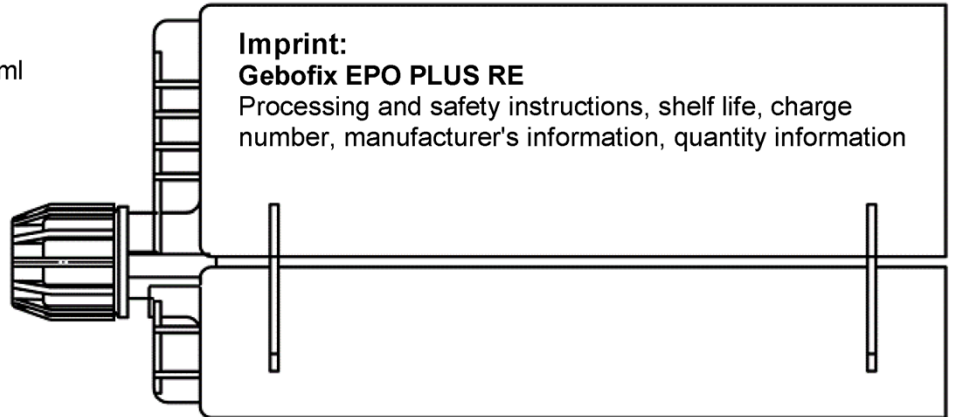 ml
Imprint:
Gebofix EPO PLUS RE
Processing and safety instructions, shelf life, charge
number, manufacturer's information, quantity information